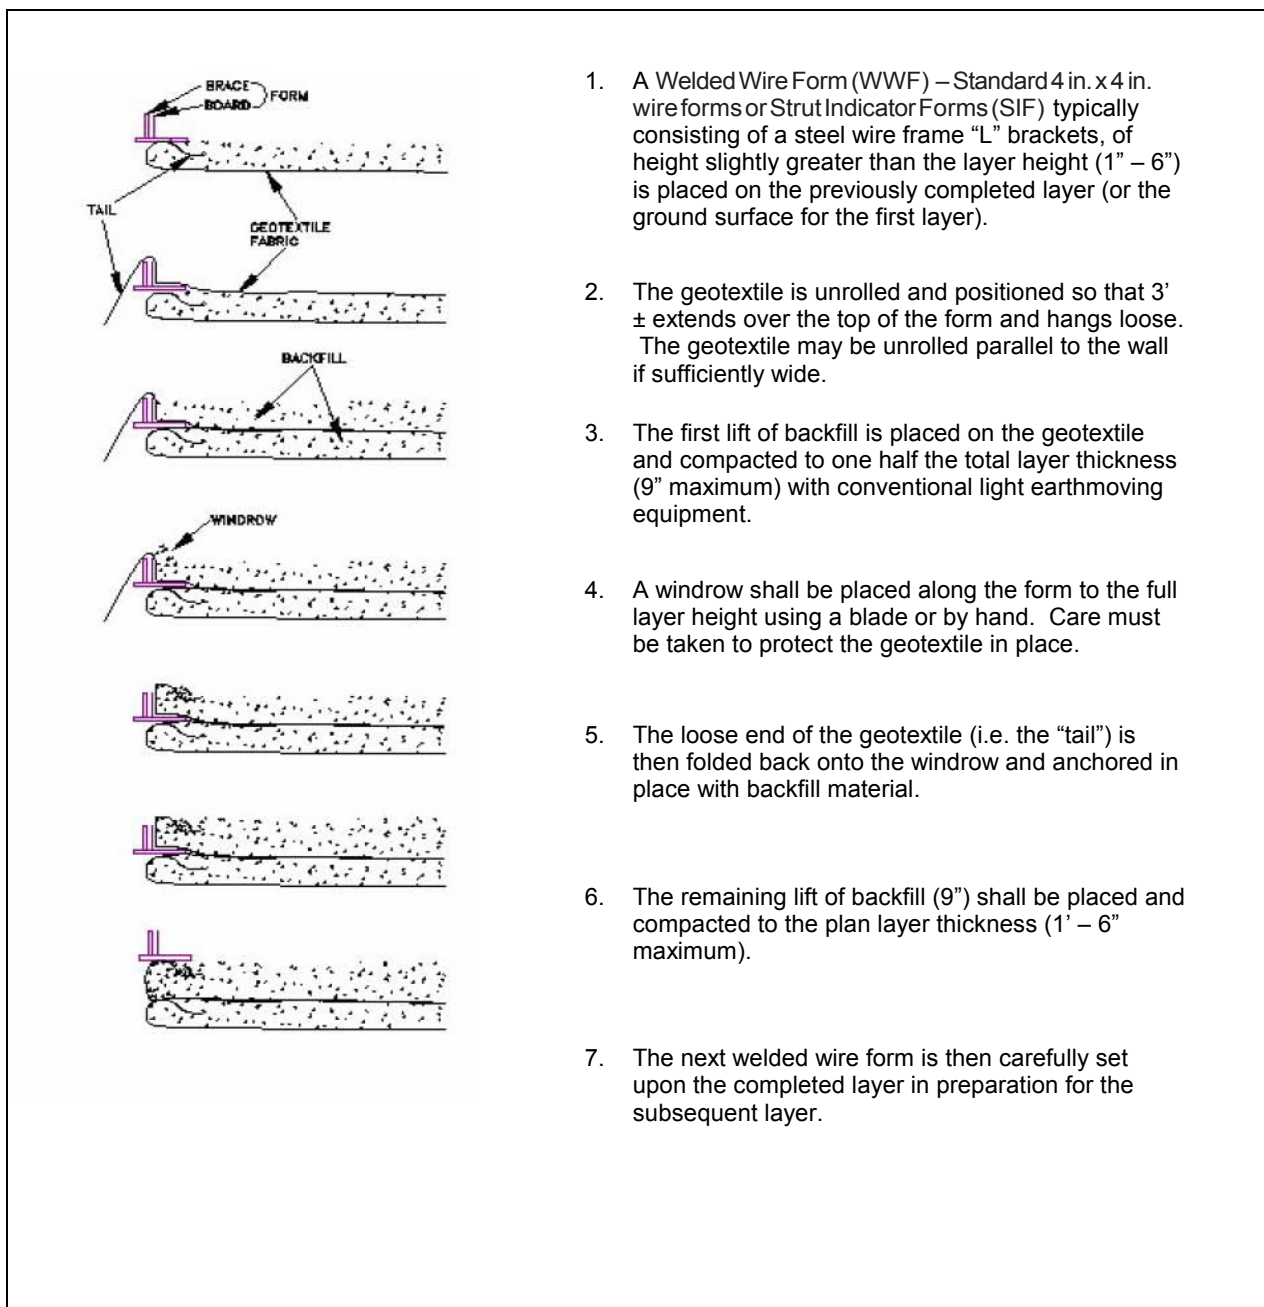 BRACE
BOARD
FORM
TAIL
GEOTEXTILE
FABRIC
BACKFILL
WINDROW
1. A Welded Wire Form (WWF) – Standard 4 in. x 4 in.
wire forms or Strut Indicator Forms (SIF) typically
consisting of a steel wire frame “L” brackets, of
height slightly greater than the layer height (1” – 6”)
is placed on the previously completed layer (or the
ground surface for the first layer).
2. The geotextile is unrolled and positioned so that 3’
± extends over the top of the form and hangs loose.
The geotextile may be unrolled parallel to the wall
if sufficiently wide.
3. The first lift of backfill is placed on the geotextile
and compacted to one half the total layer thickness
(9” maximum) with conventional light earthmoving
equipment.
4. A windrow shall be placed along the form to the full
layer height using a blade or by hand. Care must
be taken to protect the geotextile in place.
5. The loose end of the geotextile (i.e. the “tail”) is
then folded back onto the windrow and anchored in
place with backfill material.
6. The remaining lift of backfill (9”) shall be placed and
compacted to the plan layer thickness (1’ – 6”
maximum).
7. The next welded wire form is then carefully set
upon the completed layer in preparation for the
subsequent layer.